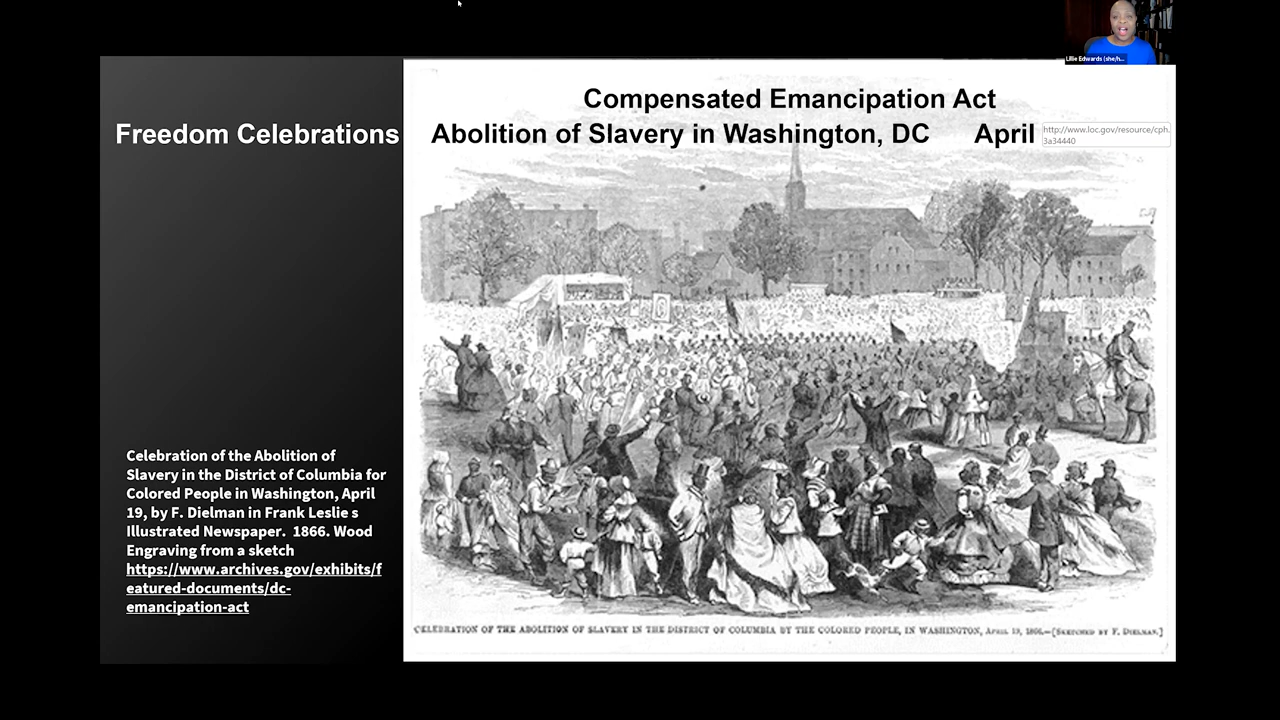 Lillie Edwards (she/h...
Compensated Emancipation Act
Freedom Celebrations
Abolition of Slavery in Washington, DC April
http://www.loc.gov/resource/cph.
3a34440
Celebration of the Abolition of
Slavery in the District of Columbia for
Colored People in Washington, April
19, by F. Dielman in Frank Leslie s
Illustrated Newspaper. 1866. Wood
Engraving from a sketch
https://www.archives.gov/exhibits/f
eatured-documents/dc-
emancipation-act
CELEBRATION OF THE ABOLITION OF SLAVERY IN THE DISTRICT OF COLUMBIA BY THE COLORED PEOPLE, IN WASHINGTON, APRIL 19, 1866.—[SKETCHED BY F. DIELMAN.]